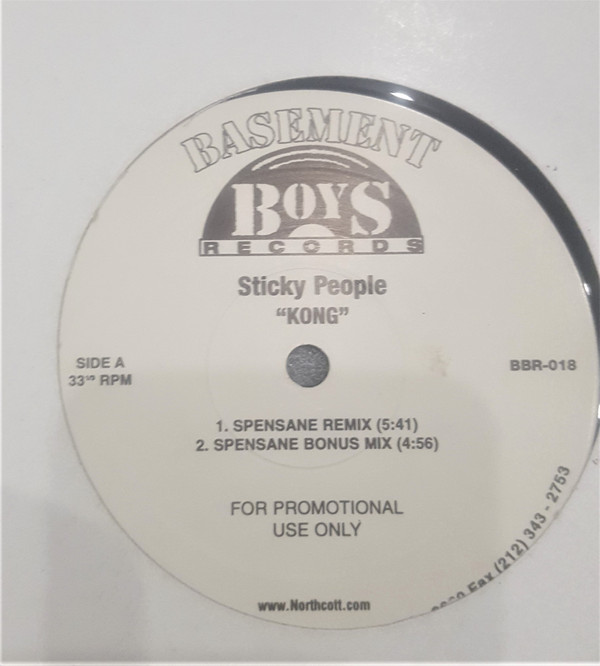 BASEMENT
BOYS
RECORDS
Sticky People
“KONG”
SIDE A
33⅓ RPM
BBR-018
1. SPENSANE REMIX (5:41)
2. SPENSANE BONUS MIX (4:56)
FOR PROMOTIONAL
USE ONLY
www.Northcott.com
Fax (212) 343 - 2753